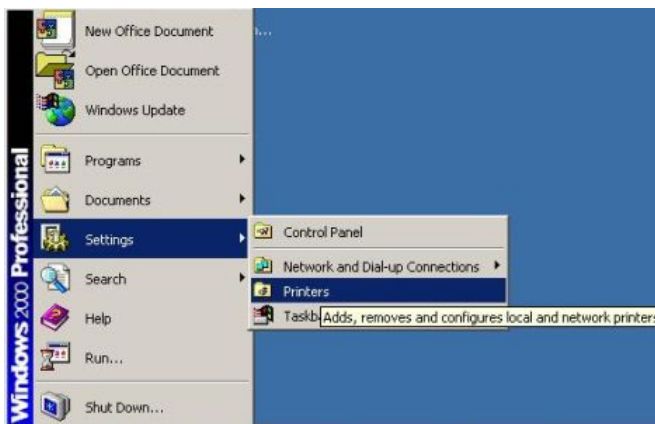 New Office Document
Open Office Document
Windows Update
Programs
Documents
Settings
Search
Help
Run...
Shut Down...
Windows 2000 Professional
Control Panel
Network and Dial-up Connections
Printers
Taskb
Adds, removes and configures local and network printers